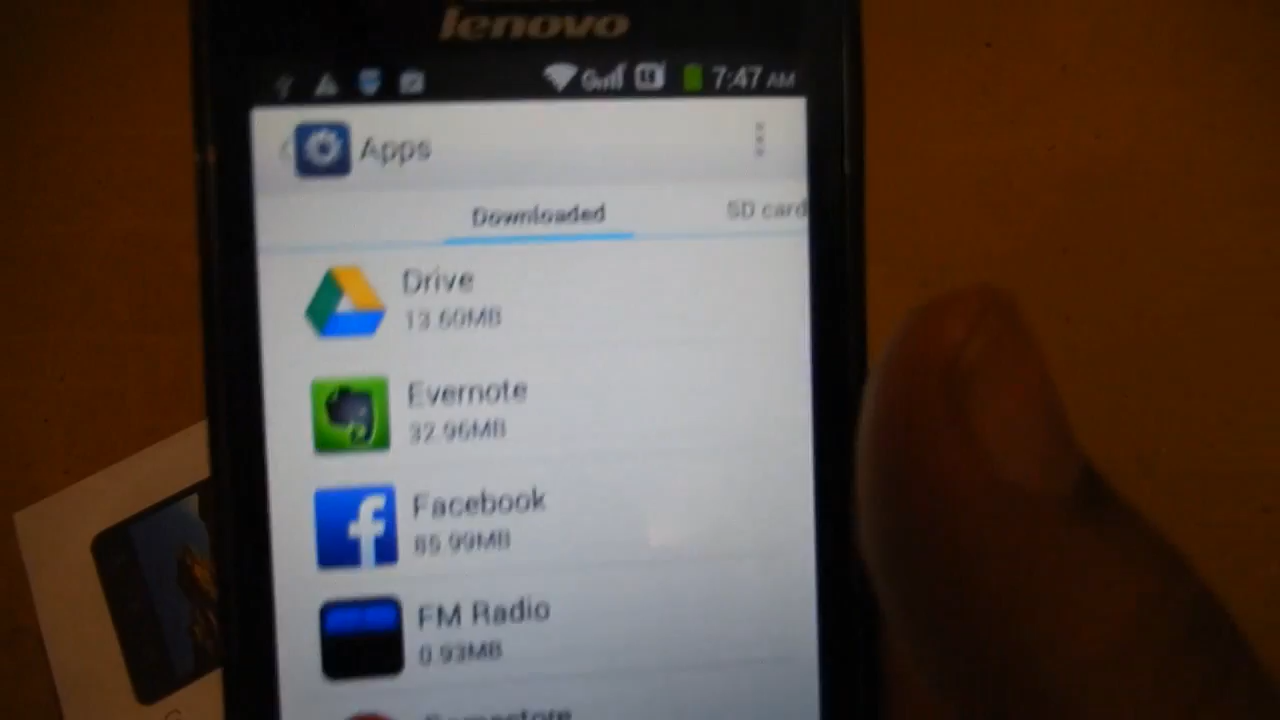 lenovo
7:47 AM
Apps
Downloaded SD card
Drive
13.60MB
Evernote
32.96MB
Facebook
85.99MB
FM Radio
0.93MB